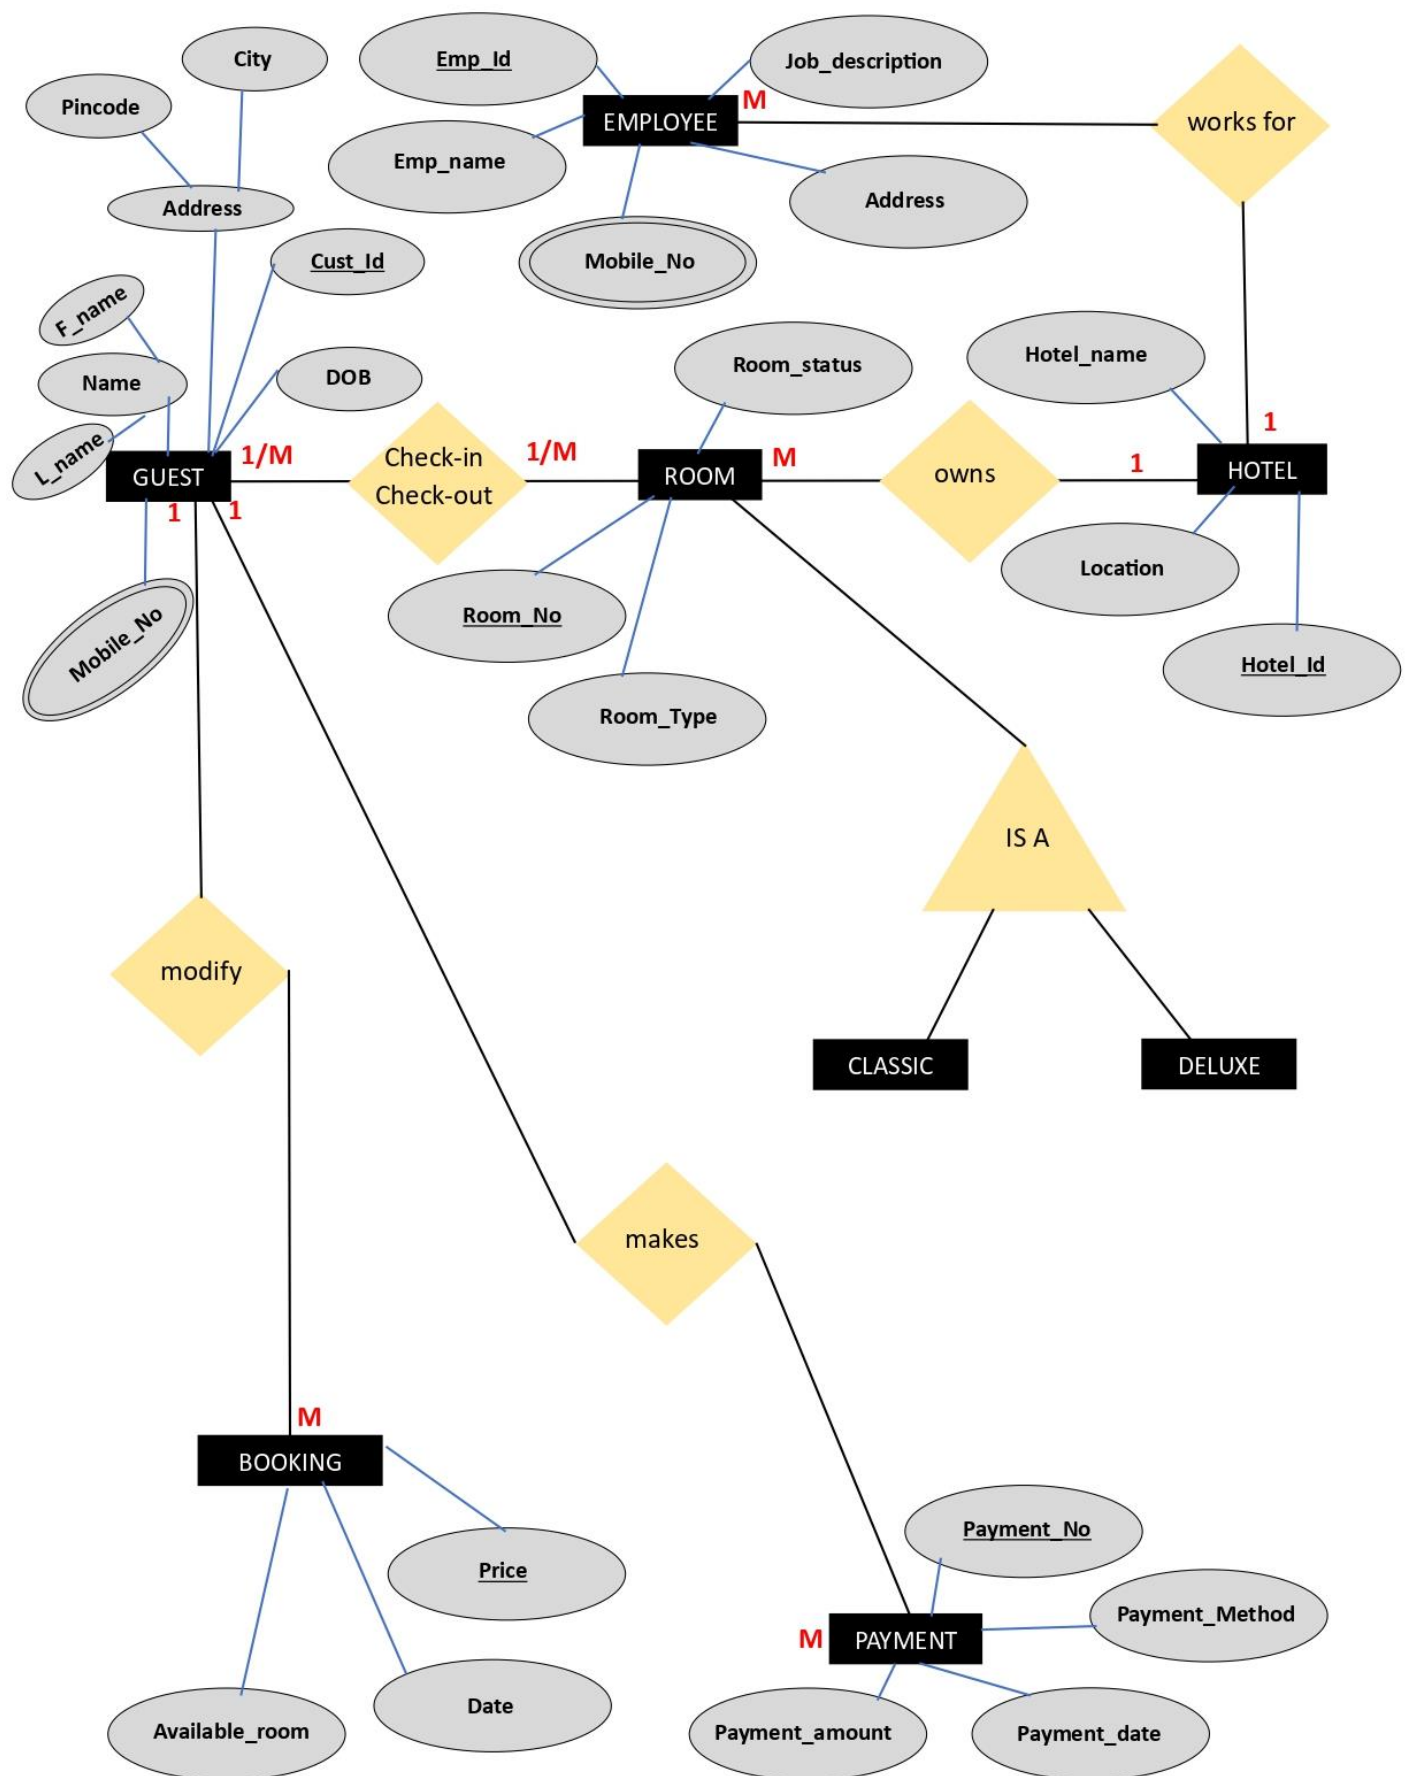 City
Emp_Id
Job_description
Pincode
M
EMPLOYEE
works for
Emp_name
Address
Address
Cust_Id
Mobile_No
F_name
Name
DOB
Room_status
Hotel_name
L_name
1
GUEST
1/M
Check-in
Check-out
1/M
ROOM
M
owns
1
HOTEL
1
1
Location
Mobile_No
Room_No
Hotel_Id
Room_Type
IS A
modify
CLASSIC
DELUXE
makes
M
BOOKING
Price
Payment_No
Payment_Method
M
PAYMENT
Date
Available_room
Payment_amount
Payment_date